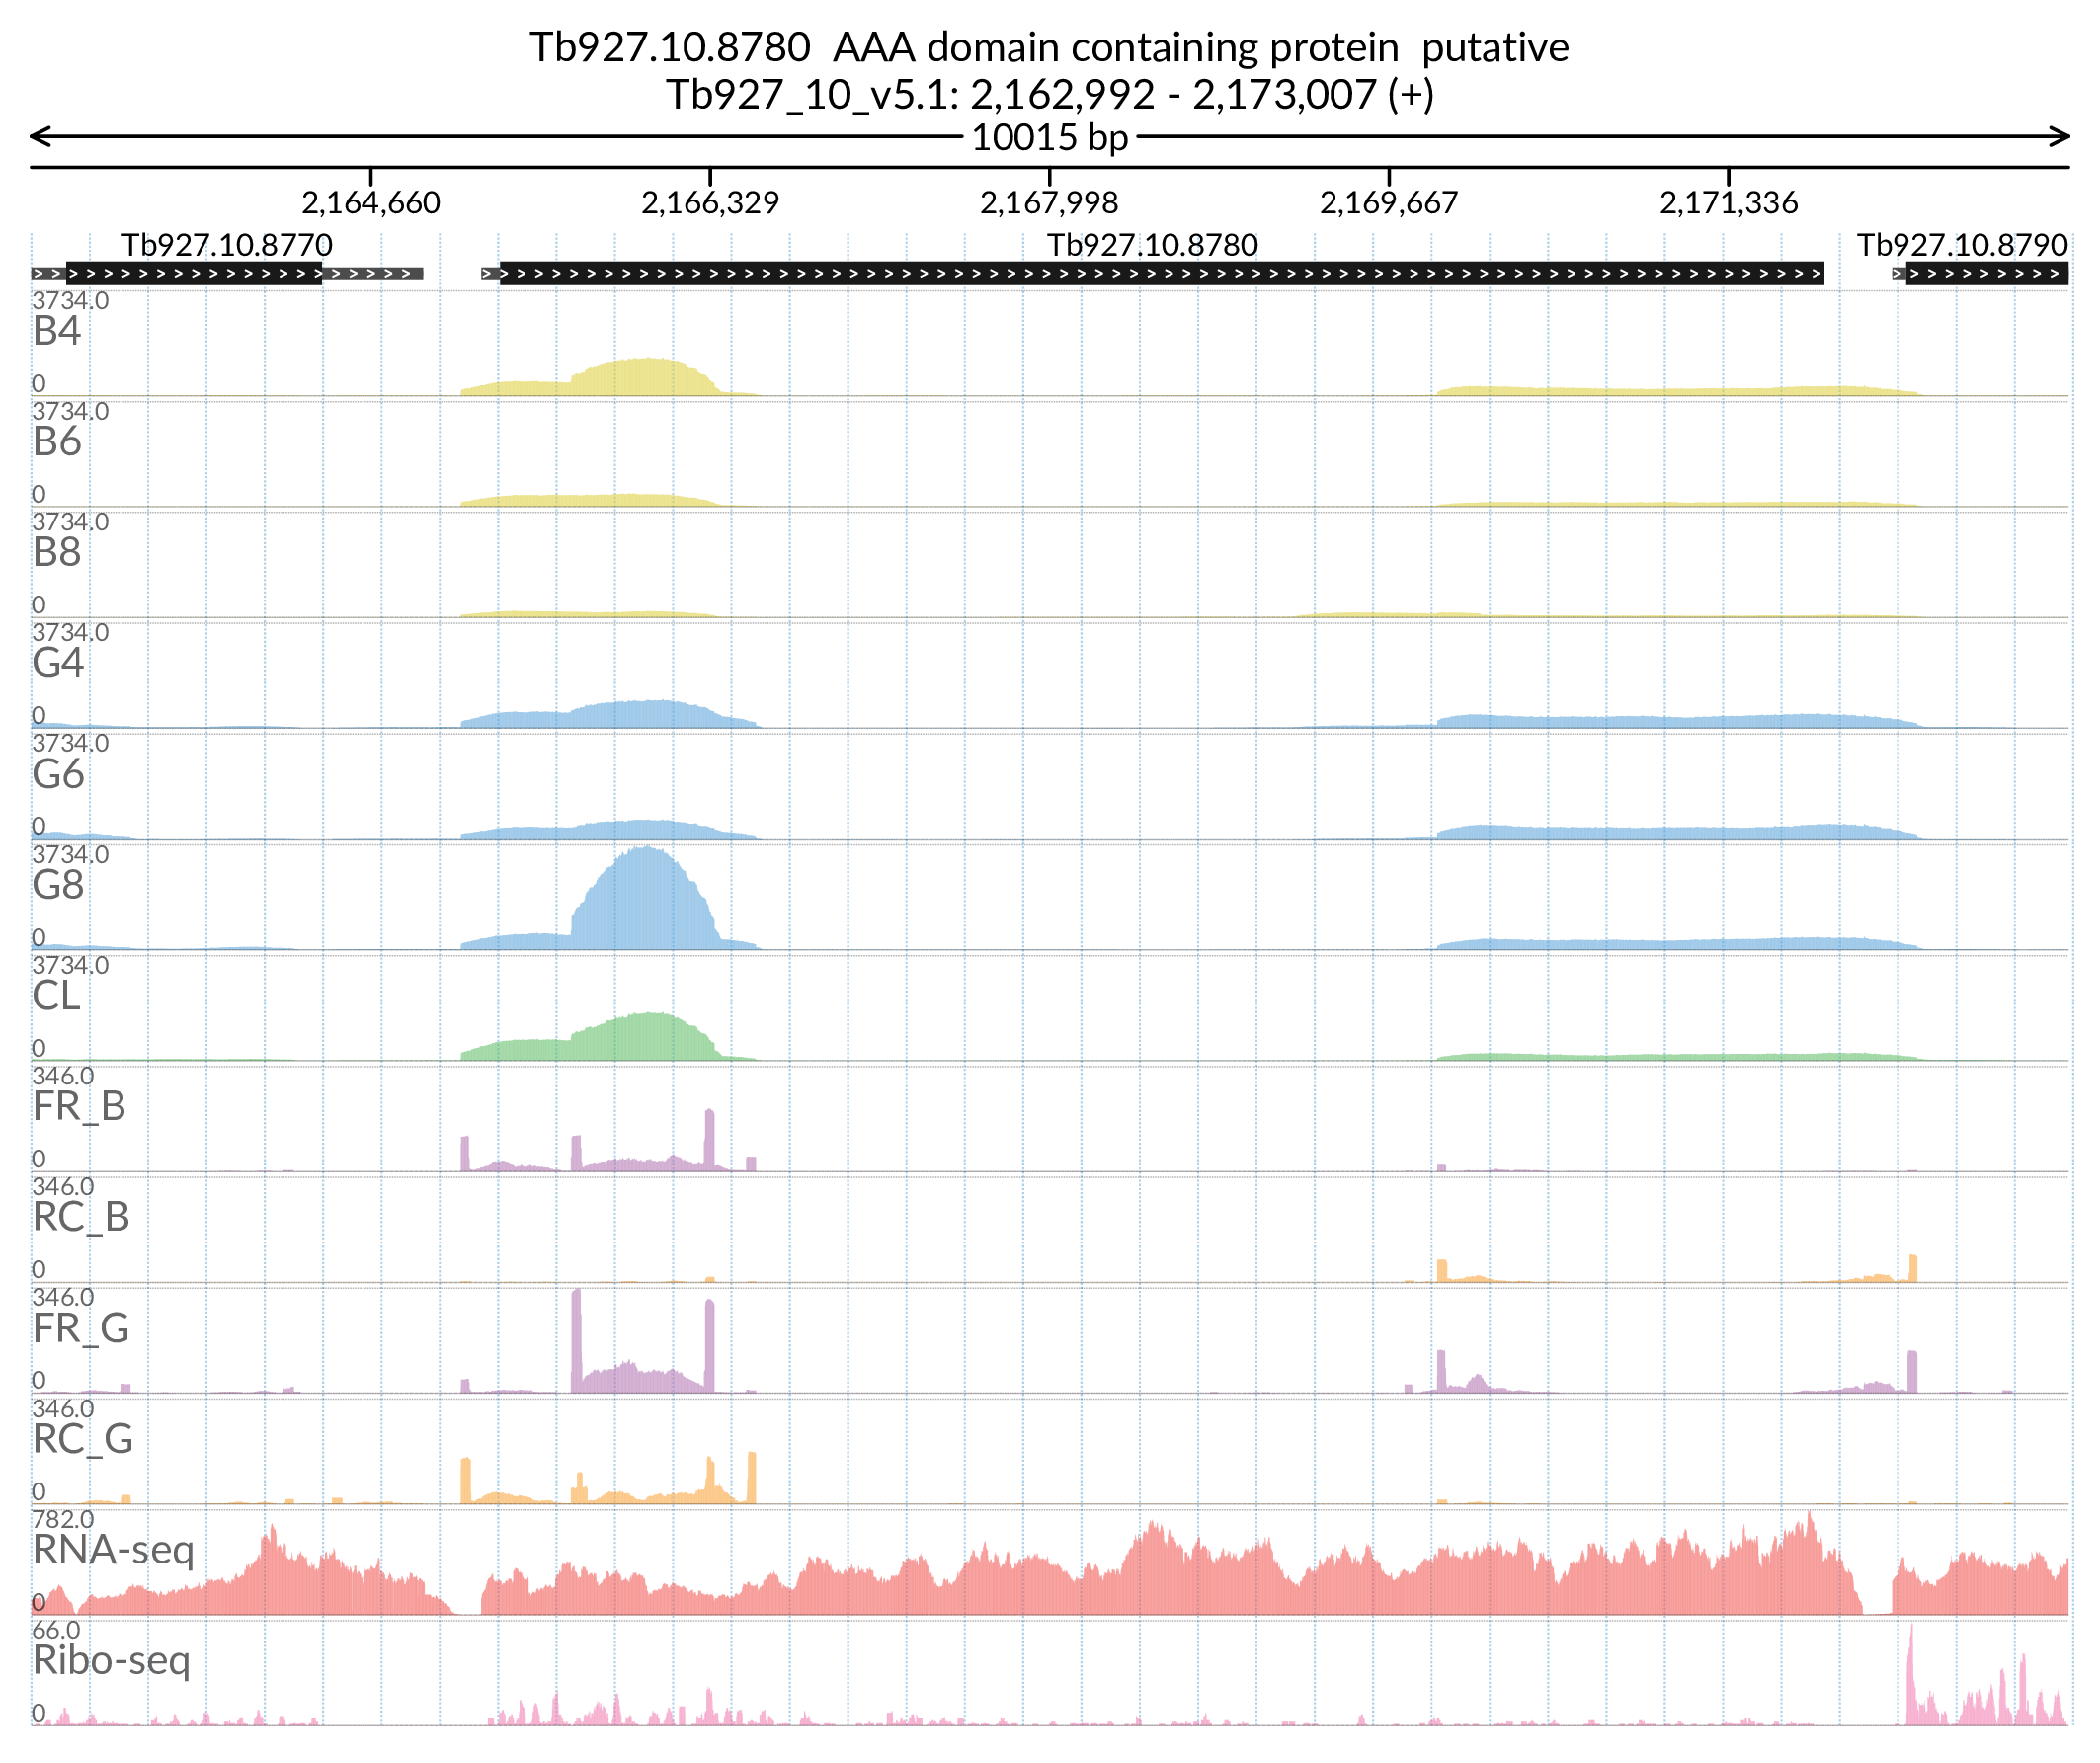 Tb927.10.8780  AAA domain containing protein  putative
Tb927_10_v5.1: 2,162,992 - 2,173,007 (+)
10015 bp
2,164,660 2,166,329 2,167,998 2,169,667 2,171,336
Tb927.10.8770 Tb927.10.8780 Tb927.10.8790
3734.0
B4
0
3734.0
B6
0
3734.0
B8
0
3734.0
G4
0
3734.0
G6
0
3734.0
G8
0
3734.0
CL
0
346.0
FR_B
0
346.0
RC_B
0
346.0
FR_G
0
346.0
RC_G
0
782.0
RNA-seq
0
66.0
Ribo-seq
0